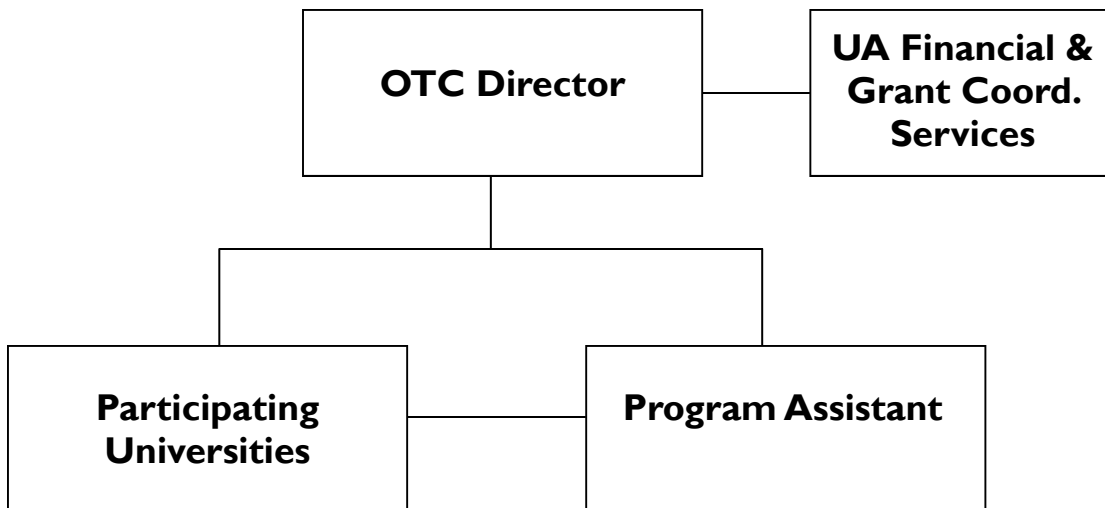 OTC Director
UA Financial &
Grant Coord.
Services
Participating
Universities
Program Assistant